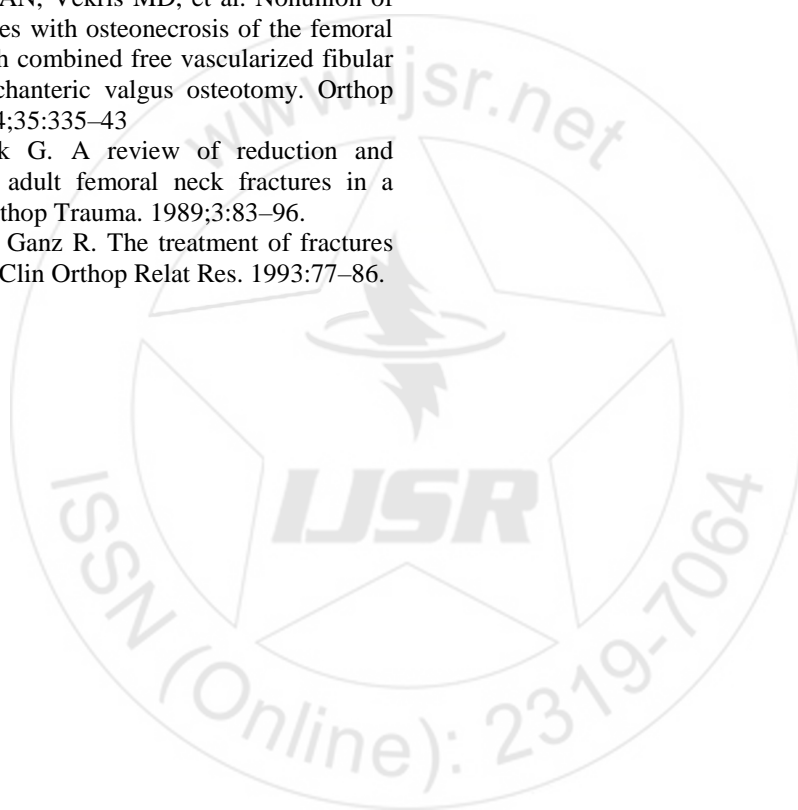 AN, Vekris MD, et al. Nonunion of
es with osteonecrosis of the femoral
h combined free vascularized fibular
chanteric valgus osteotomy. Orthop
4;35:335–43
k G. A review of reduction and
adult femoral neck fractures in a
thop Trauma. 1989;3:83–96.
Ganz R. The treatment of fractures
Clin Orthop Relat Res. 1993:77–86.
www.ijsr.net
IJSR
ISSN (Online): 2319-7064